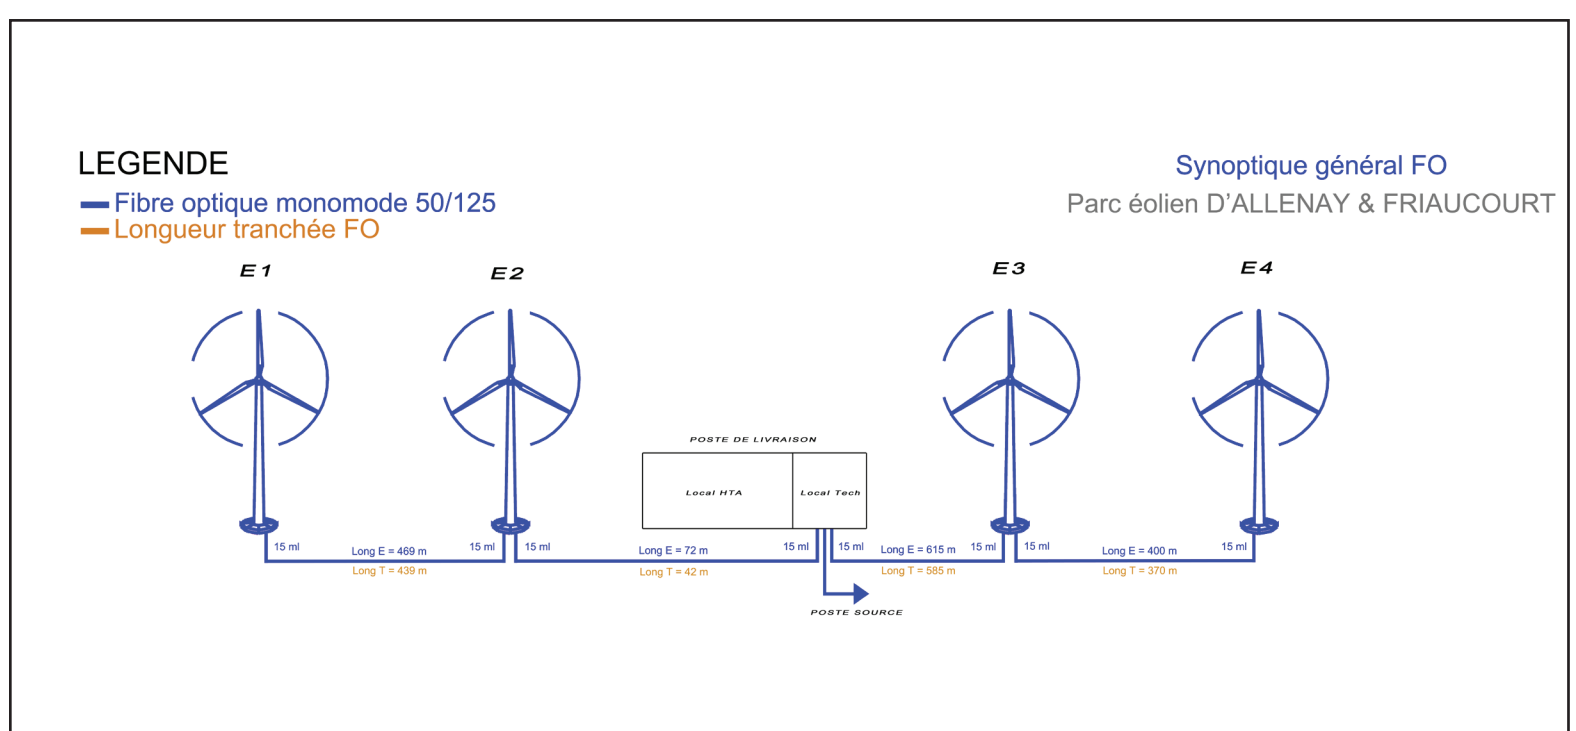 LEGENDE
Fibre optique monomode 50/125
Longueur tranchée FO
Synoptique général FO
Parc éolien D'ALLENAY & FRIAUCOURT
E1
E2
E3
E4
POSTE DE LIVRAISON
Local HTA
Local Tech
15 ml
Long E = 469 m
Long T = 439 m
15 ml
15 ml
Long E = 72 m
Long T = 42 m
15 ml
15 ml
Long E = 615 m
Long T = 585 m
15 ml
15 ml
Long E = 400 m
Long T = 370 m
15 ml
POSTE SOURCE